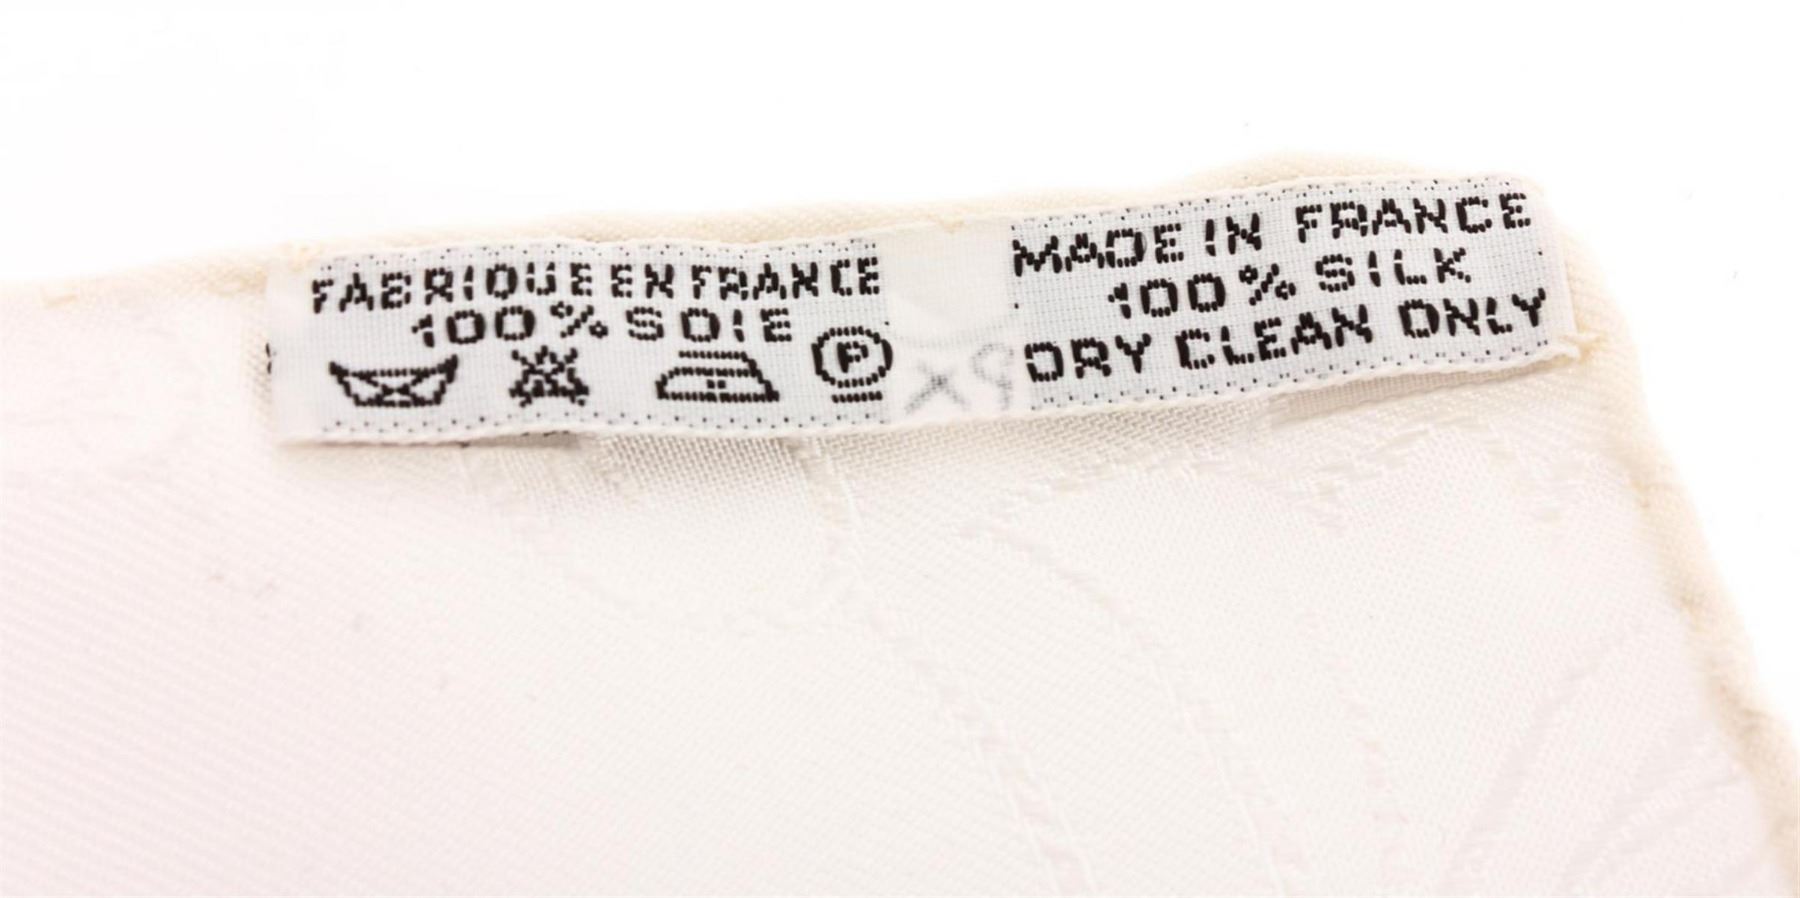 FABRIQUE EN FRANCE
100% SOIE
P
MADE IN FRANCE
100% SILK
DRY CLEAN ONLY